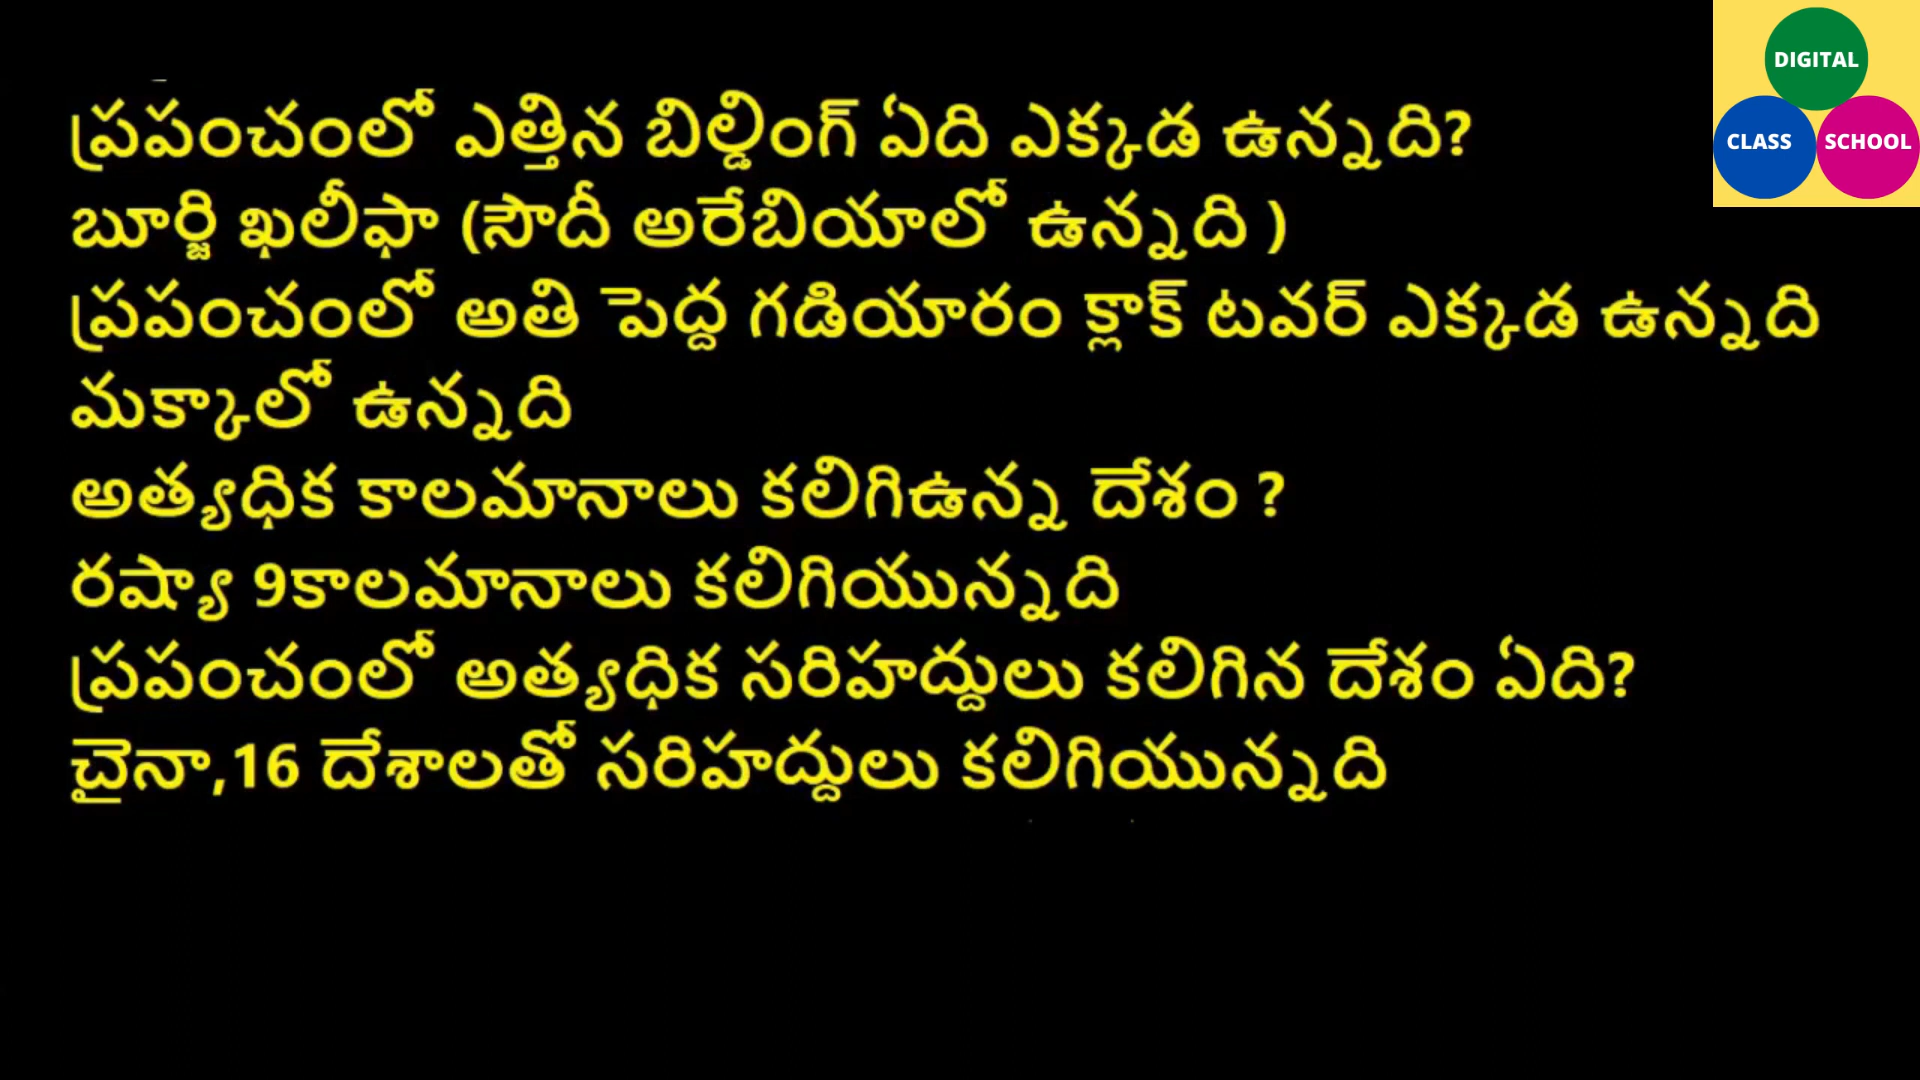 ప్రపంచంలో ఎత్తిన బిల్డింగ్ ఏది ఎక్కడ ఉన్నది?
బూర్జి ఖలీఫా (సౌదీ అరేబియాలో ఉన్నది )
ప్రపంచంలో అతి పెద్ద గడియారం క్లాక్ టవర్ ఎక్కడ ఉన్నది
మక్కాలో ఉన్నది
అత్యధిక కాలమానాలు కలిగిఉన్న దేశం ?
రష్యా 9కాలమానాలు కలిగియున్నది
ప్రపంచంలో అత్యధిక సరిహద్దులు కలిగిన దేశం ఏది?
చైనా,16 దేశాలతో సరిహద్దులు కలిగియున్నది
DIGITAL
CLASS SCHOOL